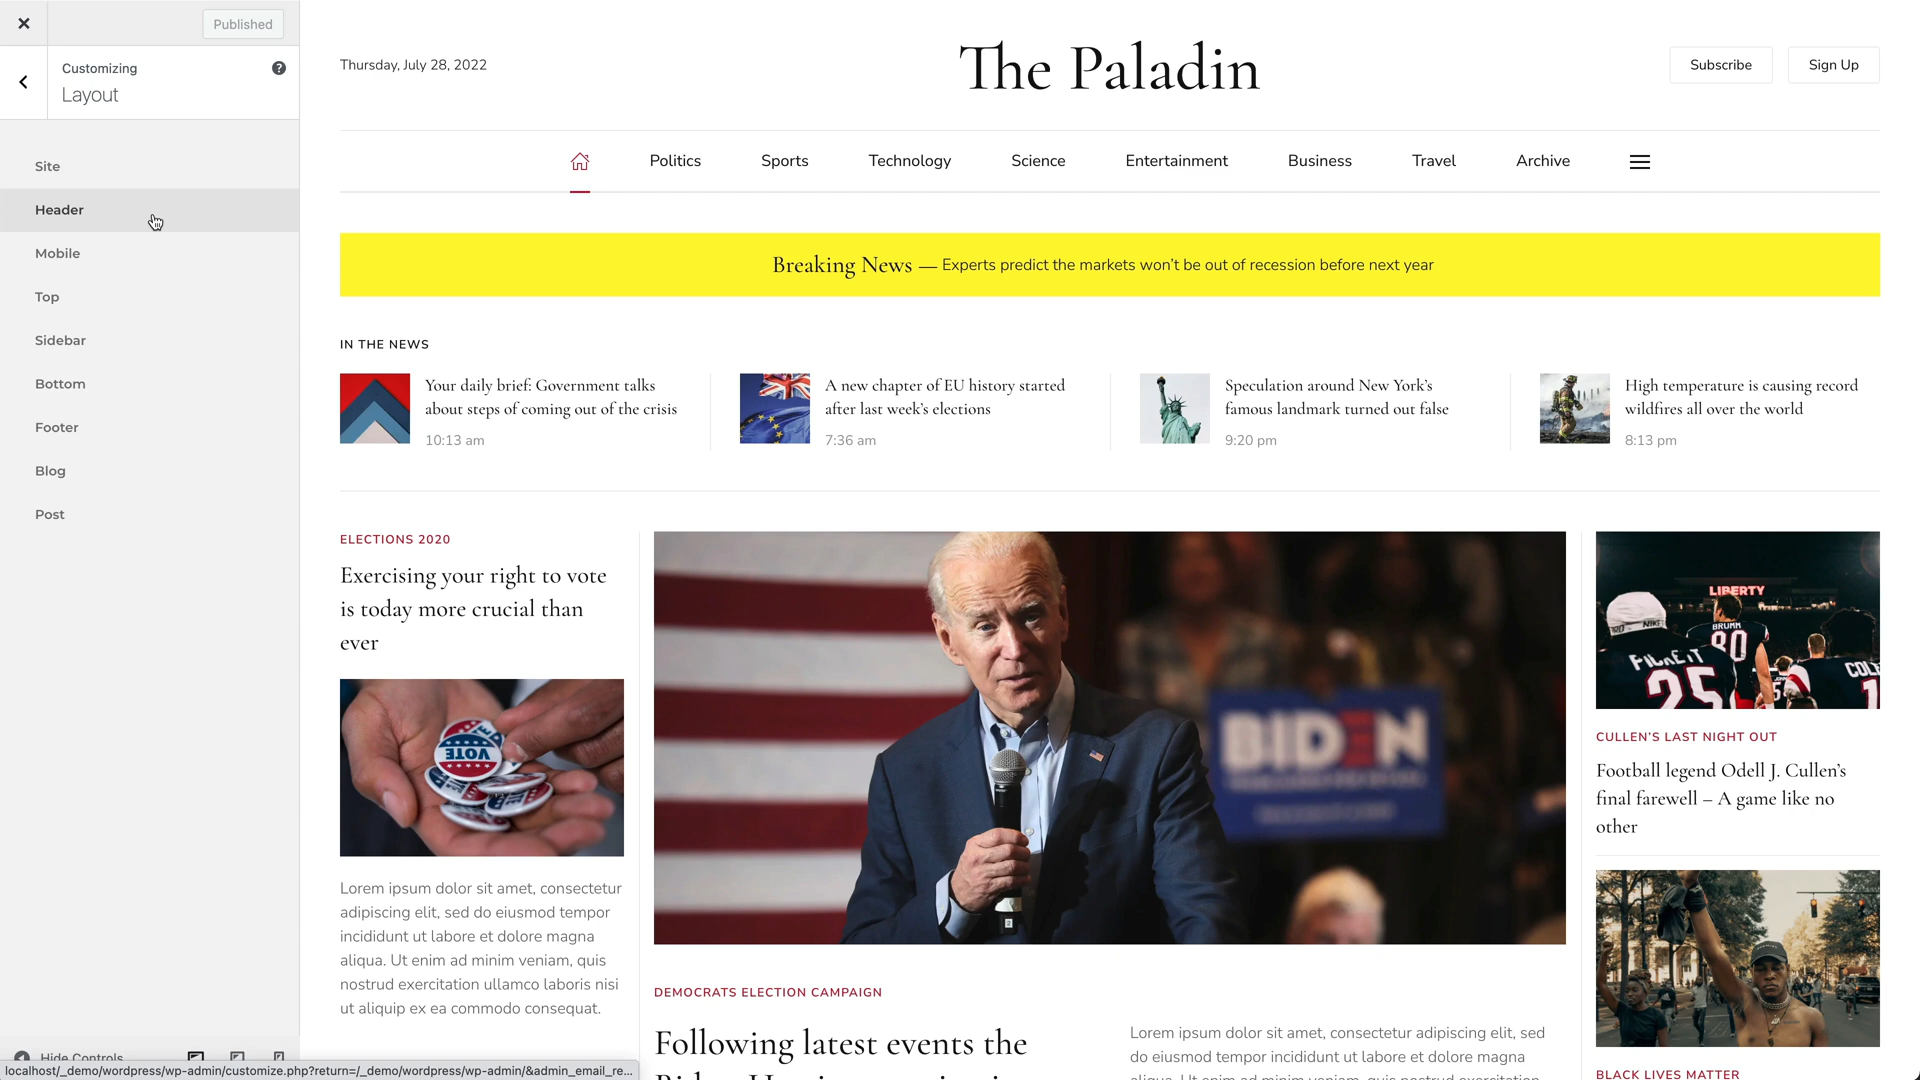 Published
Customizing
Layout
Site
Header
Mobile
Top
Sidebar
Bottom
Footer
Blog
Post
Hide Controls
localhost/_demo/wordpress/wp-admin/customize.php?return=/_demo/wordpress/wp-admin/&admin_email_re...
Thursday, July 28, 2022
The Paladin
Subscribe
Sign Up
Politics
Sports
Technology
Science
Entertainment
Business
Travel
Archive
Breaking News — Experts predict the markets won't be out of recession before next year
IN THE NEWS
Your daily brief: Government talks
about steps of coming out of the crisis
10:13 am
A new chapter of EU history started
after last week's elections
7:36 am
Speculation around New York's
famous landmark turned out false
9:20 pm
High temperature is causing record
wildfires all over the world
8:13 pm
ELECTIONS 2020
Exercising your right to vote
is today more crucial than
ever
VOTE
Lorem ipsum dolor sit amet, consectetur
adipiscing elit, sed do eiusmod tempor
incididunt ut labore et dolore magna
aliqua. Ut enim ad minim veniam, quis
nostrud exercitation ullamco laboris nisi
ut aliquip ex ea commodo consequat.
BIDEN
DEMOCRATS ELECTION CAMPAIGN
Following latest events the
Lorem ipsum dolor sit amet, consectetur adipiscing elit, sed
do eiusmod tempor incididunt ut labore et dolore magna
LIBERTY
BRUMM
80
25
CULLEN'S LAST NIGHT OUT
Football legend Odell J. Cullen's
final farewell – A game like no
other
BLACK LIVES MATTER